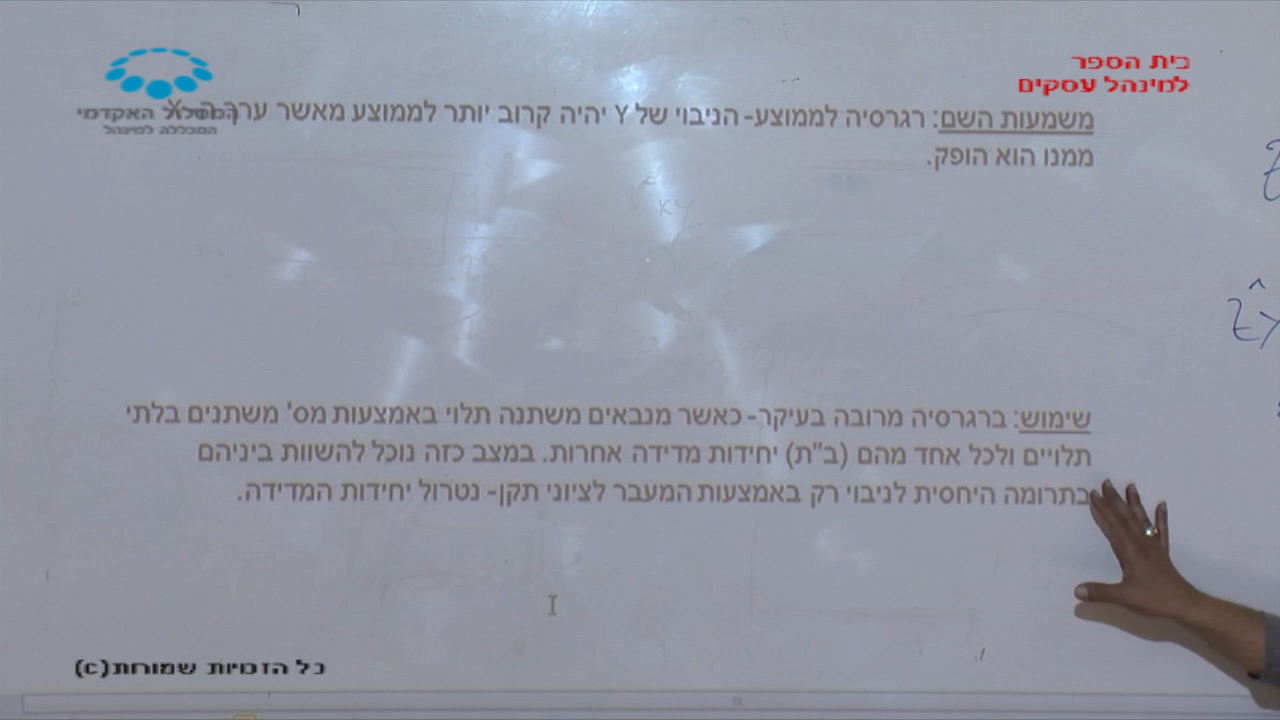 בית הספר
למינהל עסקים
המסלול האקדמי
המכללה למינהל
משמעות השם: רגרסיה לממוצע- הניבוי של Y יהיה קרוב יותר לממוצע מאשר ערך ה-X
ממנו הוא הופק.
שימוש: ברגרסיה מרובה בעיקר- כאשר מנבאים משתנה תלוי באמצעות מס' משתנים בלתי
תלויים ולכל אחד מהם (ב"ת) יחידות מדידה אחרות. במצב כזה נוכל להשוות ביניהם
בתרומה היחסית לניבוי רק באמצעות המעבר לציוני תקן- נטרול יחידות המדידה.
כל הזכויות שמורות(c)